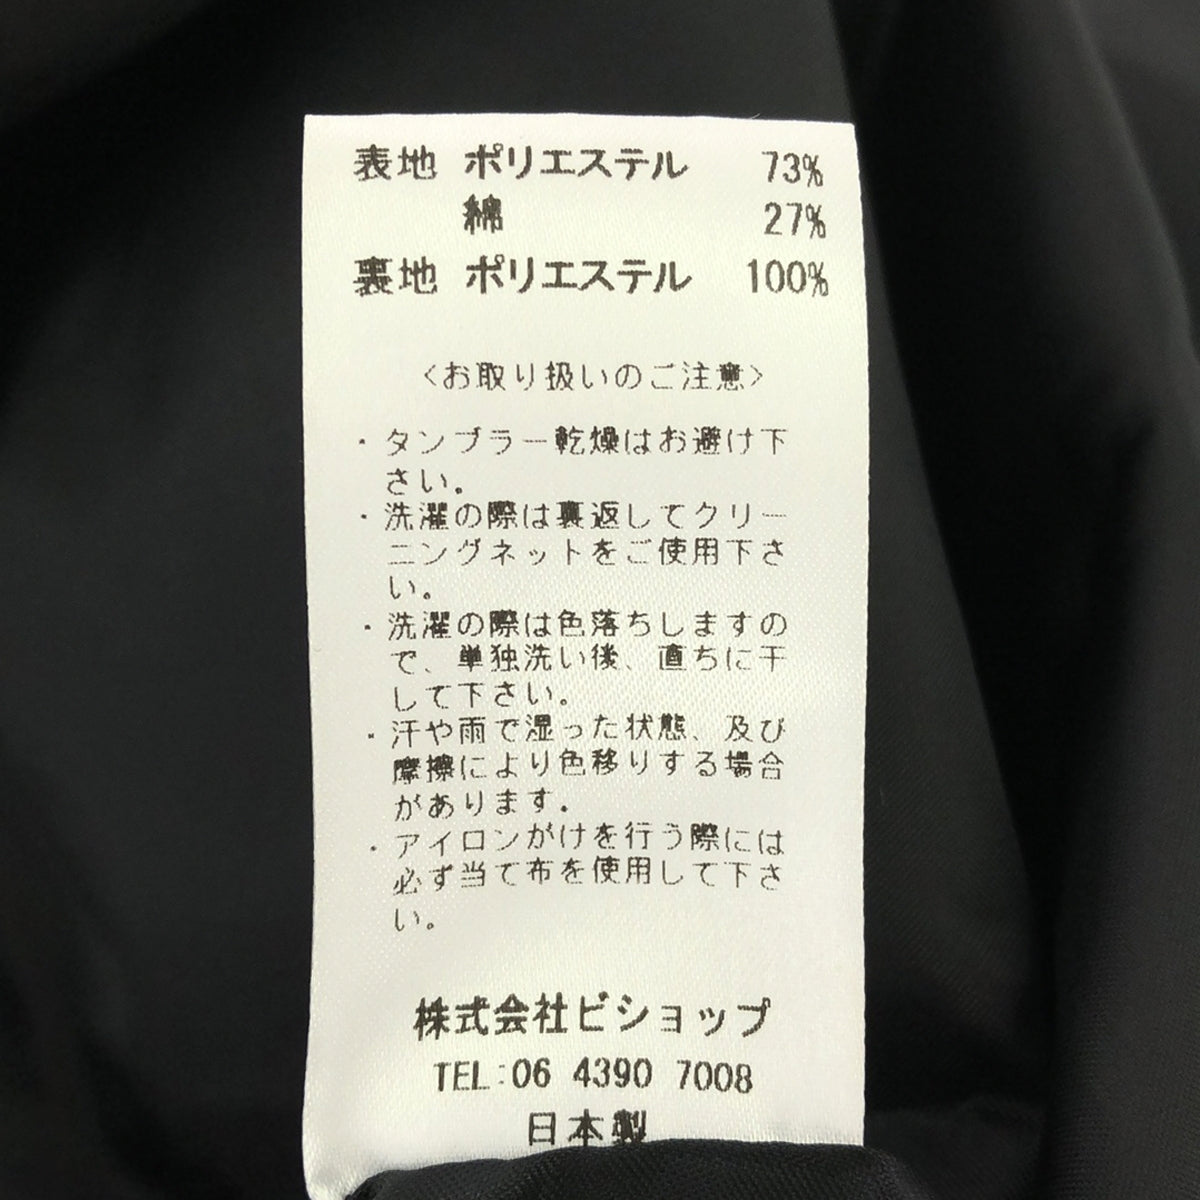 表地 ポリエステル 73%
綿 27%
裏地 ポリエステル 100%
<お取り扱いのご注意>
・タンブラー乾燥はお避け下
さい。
・洗濯の際は裏返してクリー
ニングネットをご使用下さ
い。
・洗濯の際は色落ちしますの
で、単独洗い後、直ちに干
して下さい。
・汗や雨で湿った状態、及び
摩擦により色移りする場合
があります。
・アイロンがけを行う際には
必ず当て布を使用して下さ
い。
株式会社ビショップ
TEL:06 4390 7008
日本製